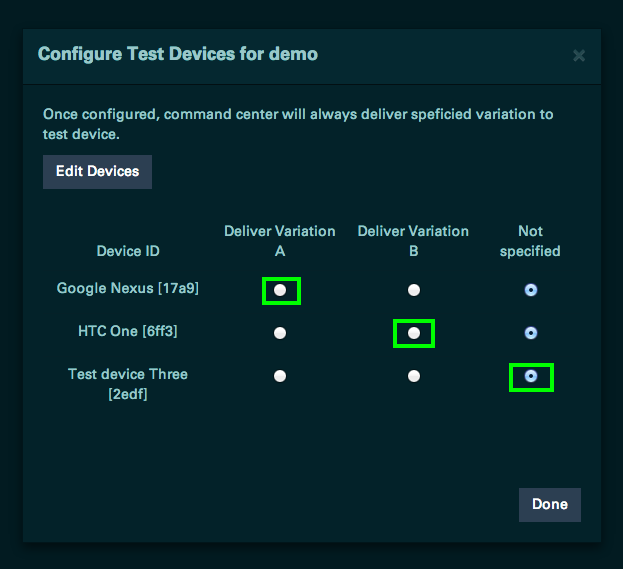 Configure Test Devices for demo
×
Once configured, command center will always deliver speficied variation to
test device.
Edit Devices
Deliver Variation Deliver Variation Not
Device ID A B specified
Google Nexus [17a9]
HTC One [6ff3]
Test device Three
[2edf]
Done